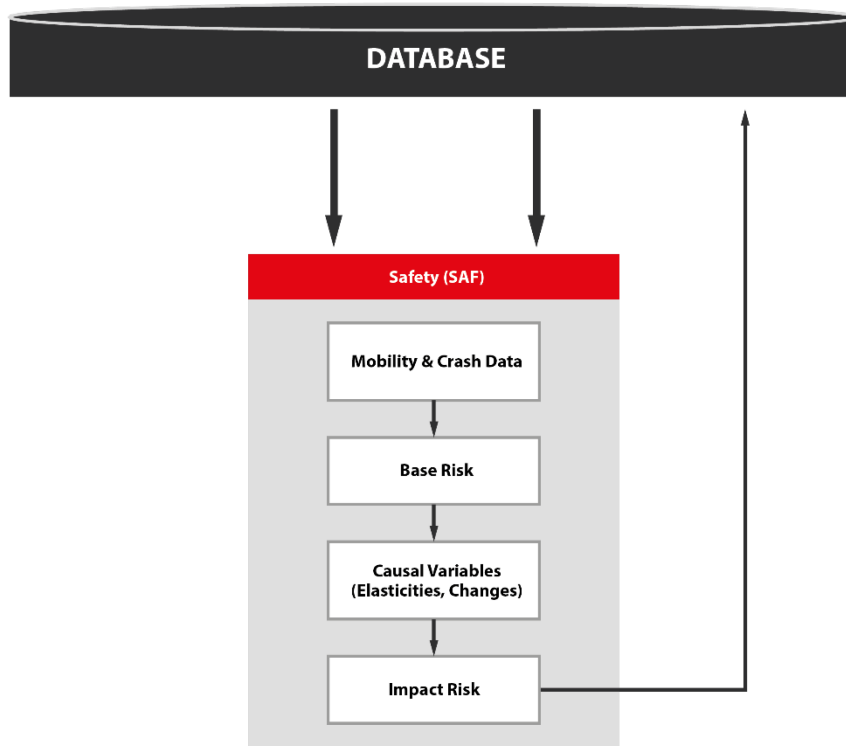 DATABASE
Safety (SAF)
Mobility & Crash Data
Base Risk
Causal Variables
(Elasticities, Changes)
Impact Risk